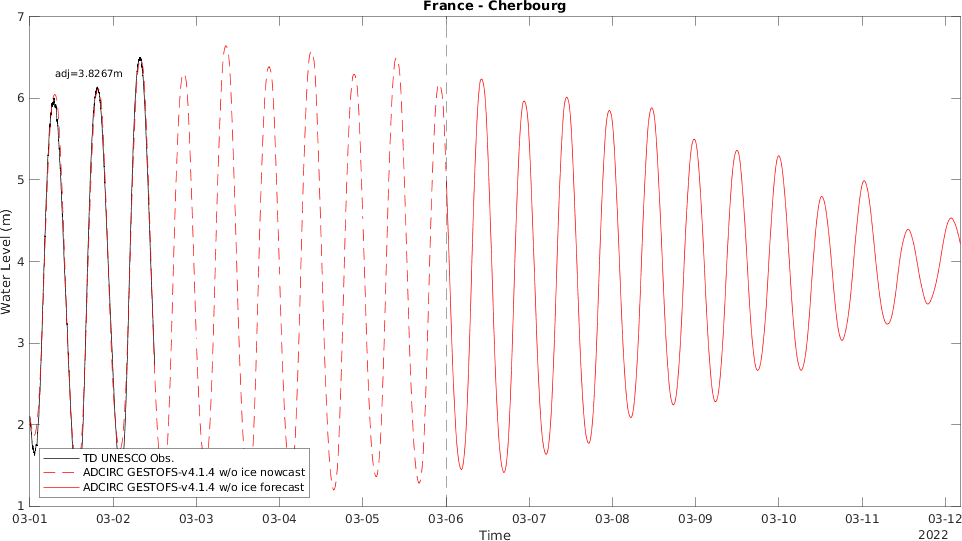 France - Cherbourg
7
adj=3.8267m
6
5
4
3
2
1
Water Level (m)
TD UNESCO Obs.
ADCIRC GESTOFS-v4.1.4 w/o ice nowcast
ADCIRC GESTOFS-v4.1.4 w/o ice forecast
03-01 03-02 03-03 03-04 03-05 03-06 03-07 03-08 03-09 03-10 03-11 03-12
Time
2022